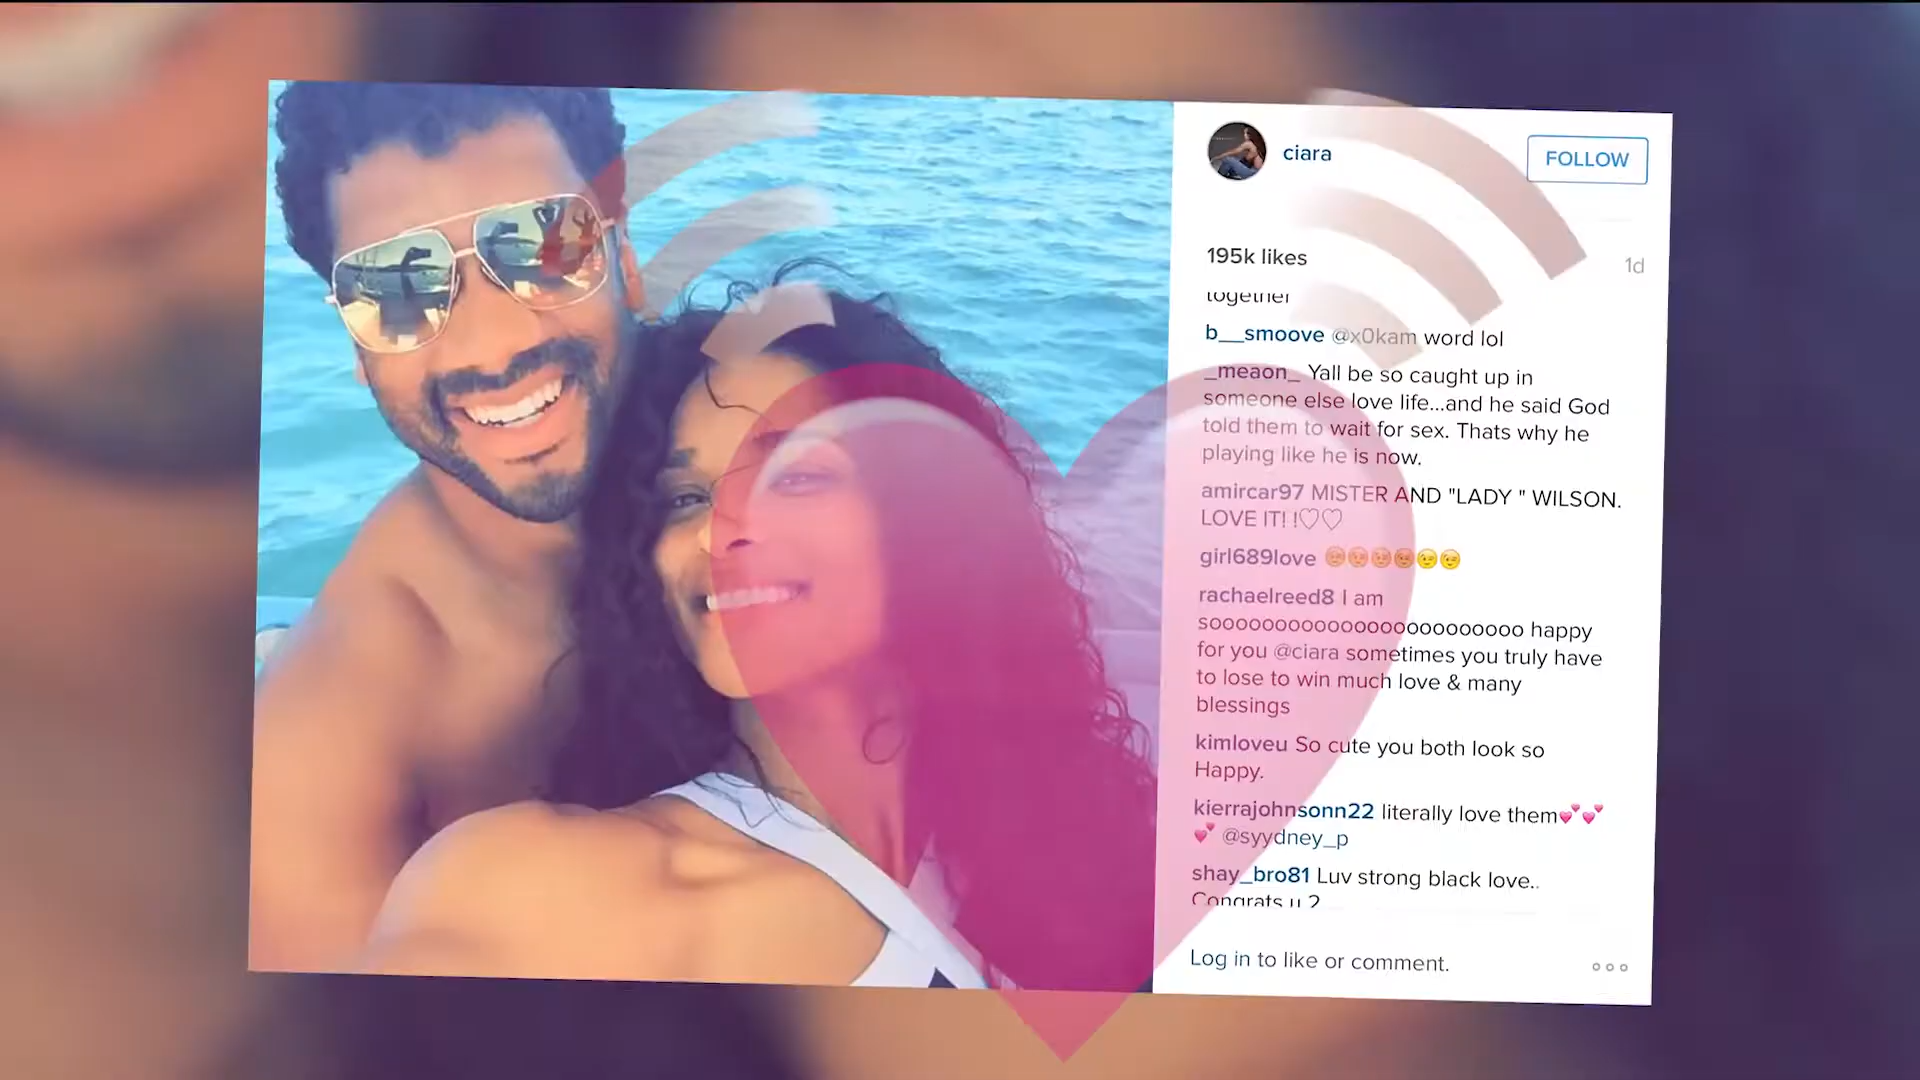 ciara
FOLLOW
195k likes
1d
together
b__smoove @x0kam word lol
_meaon_ Yall be so caught up in
someone else love life...and he said God
told them to wait for sex. Thats why he
playing like he is now.
amircar97 MISTER AND "LADY " WILSON.
LOVE IT! !♡♡
girl689love 😉😉😉😉😉😉
rachaelreed8 I am
sooooooooooooooooooooooooo happy
for you @ciara sometimes you truly have
to lose to win much love & many
blessings
kimloveu So cute you both look so
Happy.
kierrajohnsonn22 literally love them💕💕
💕 @syydney_p
shay_bro81 Luv strong black love..
Congrats u 2
Log in to like or comment.